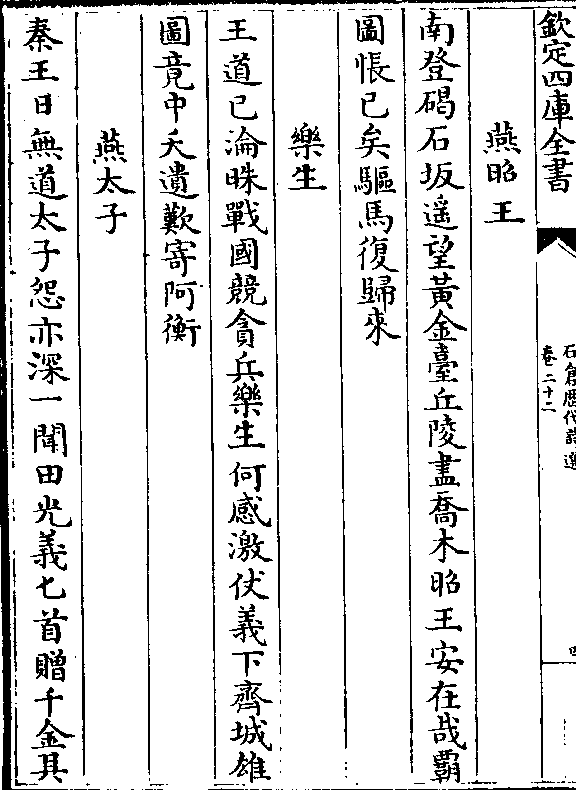 欽定四庫全書
石倉歴代詩選
卷二十二
四
燕昭王
南登碣石坂遥望黄金臺丘陵盡喬木昭王安在哉霸
圖悵已矣驅馬復歸來
樂生
王道已淪昧戰國競貪兵樂生何感激仗義下齊城雄
圖竟中夭遺歎寄阿衡
燕太子
秦王日無道太子怨亦深一聞田光義匕首贈千金其